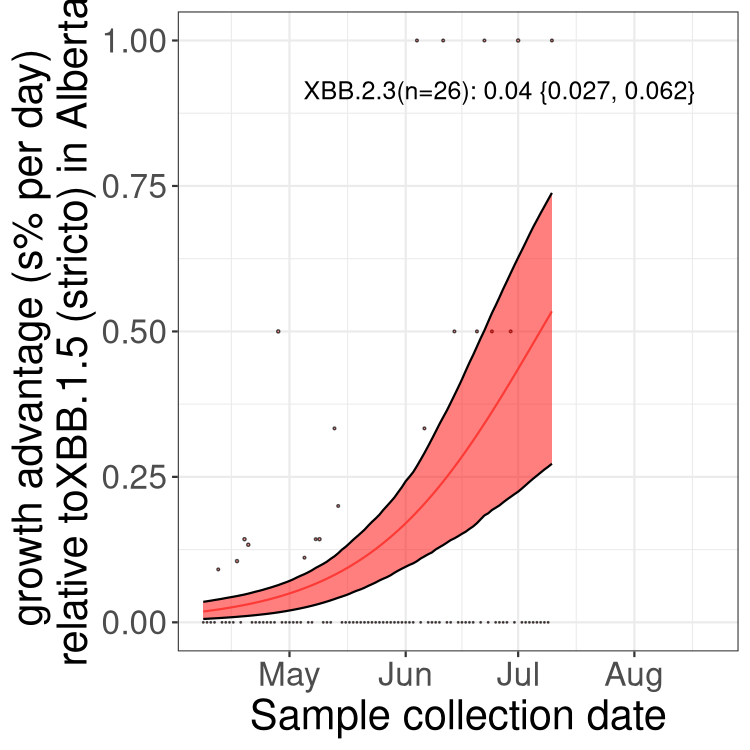 growth advantage (s% per day)
relative toXBB.1.5 (stricto) in Alberta
1.00
0.75
0.50
0.25
0.00
XBB.2.3(n=26): 0.04 {0.027, 0.062}
May Jun Jul Aug
Sample collection date